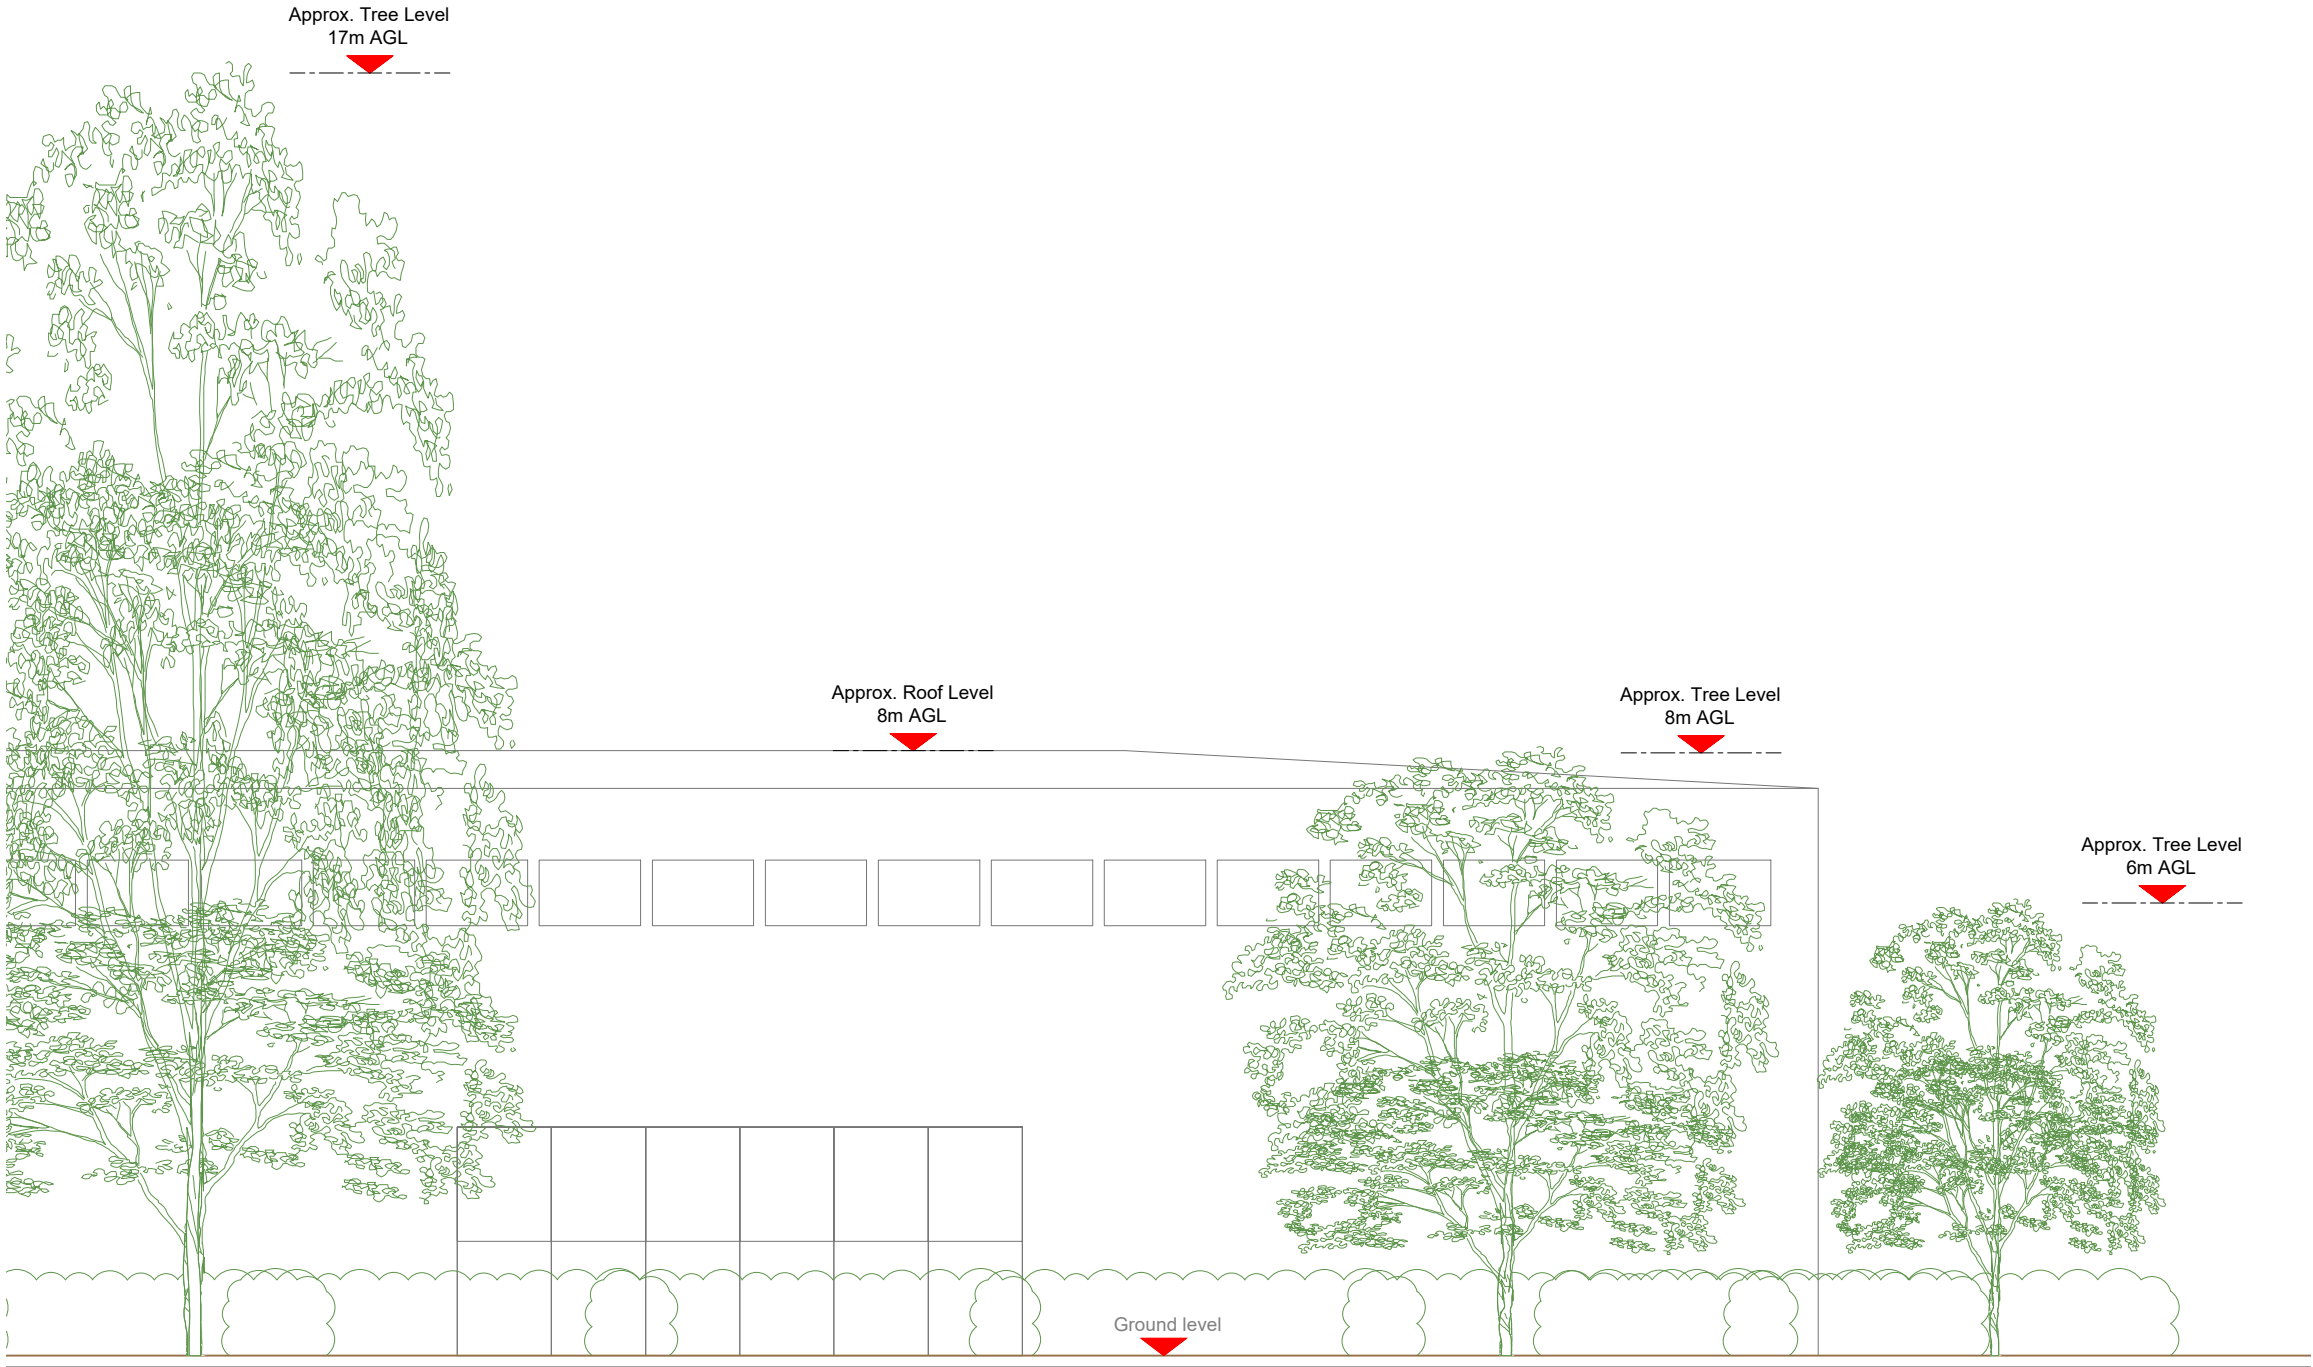 Approx. Tree Level
17m AGL
Approx. Roof Level
8m AGL
Approx. Tree Level
8m AGL
Approx. Tree Level
6m AGL
Ground level